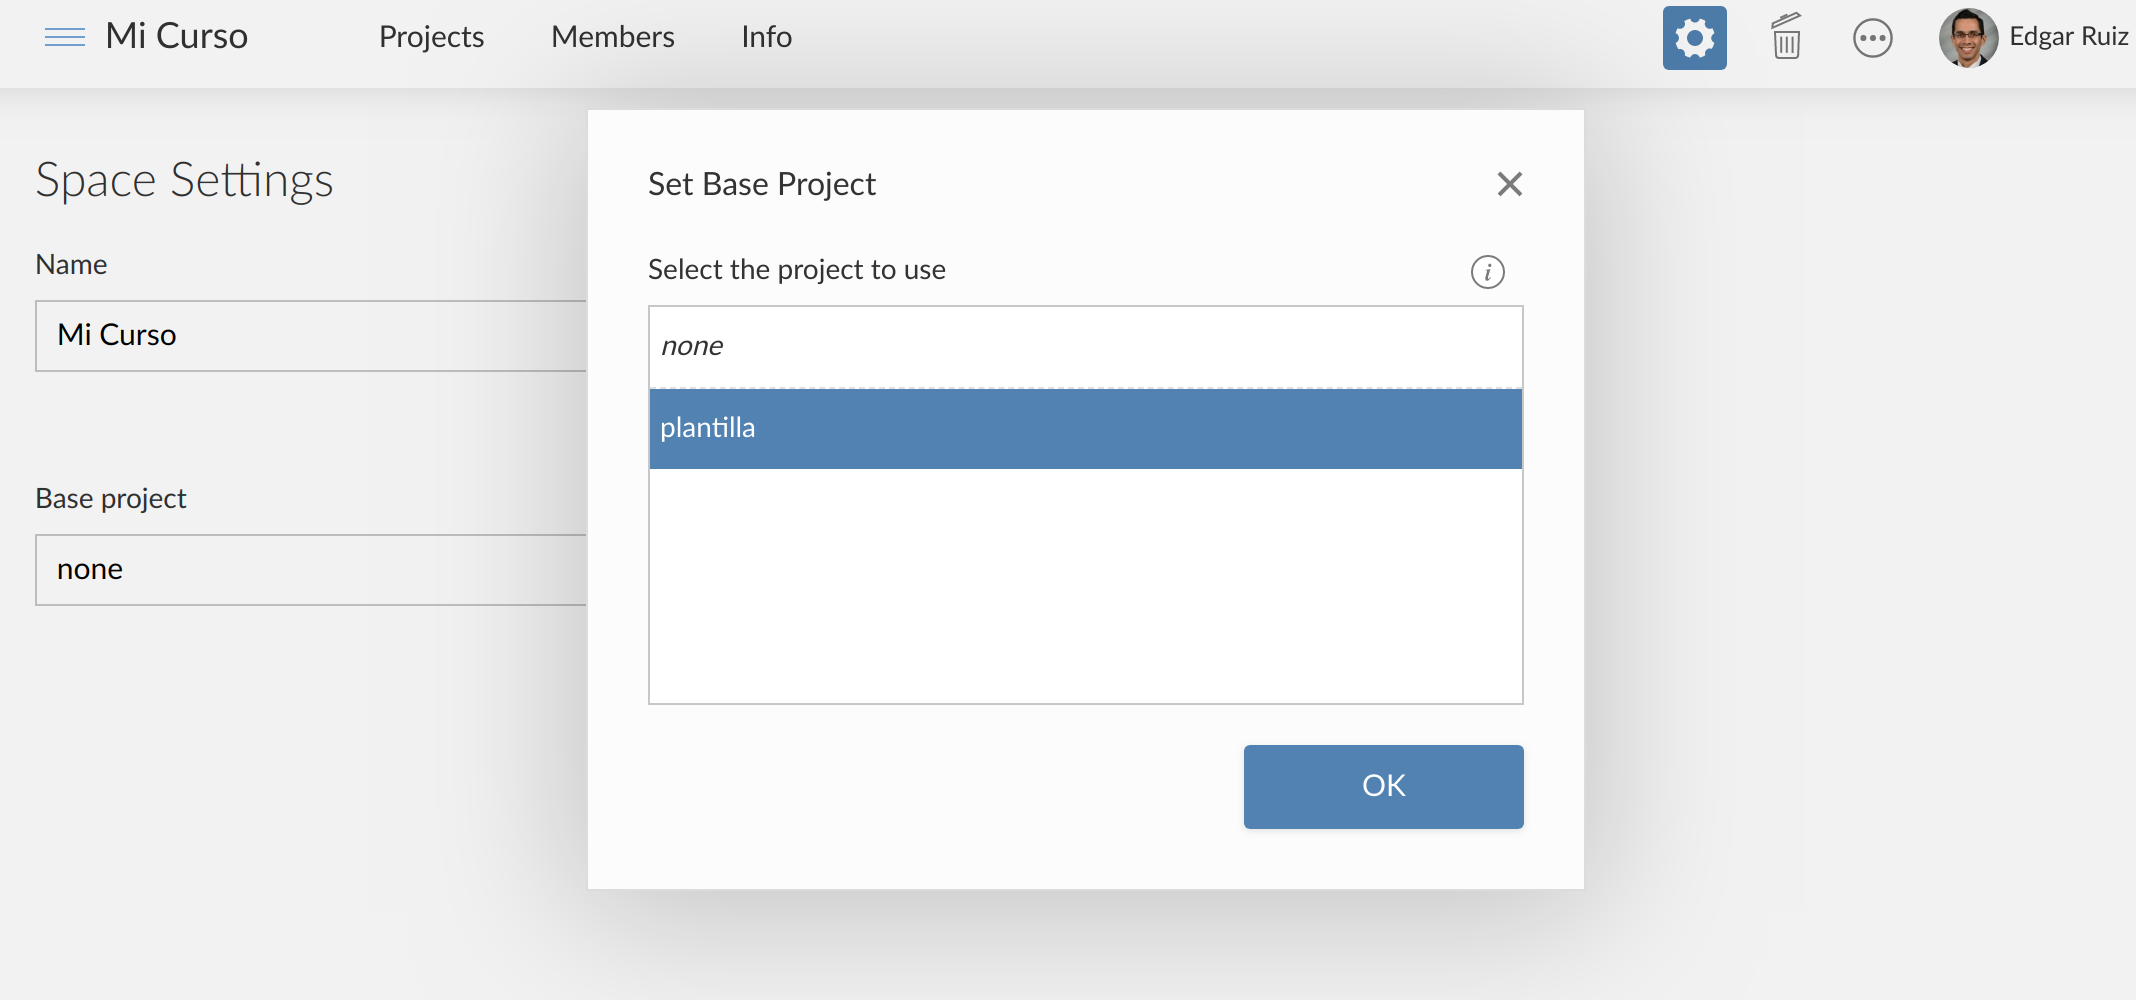 Mi Curso
Projects
Members
Info
Edgar Ruiz
Space Settings
Name
Mi Curso
Base project
none
Set Base Project
Select the project to use
i
none
plantilla
OK